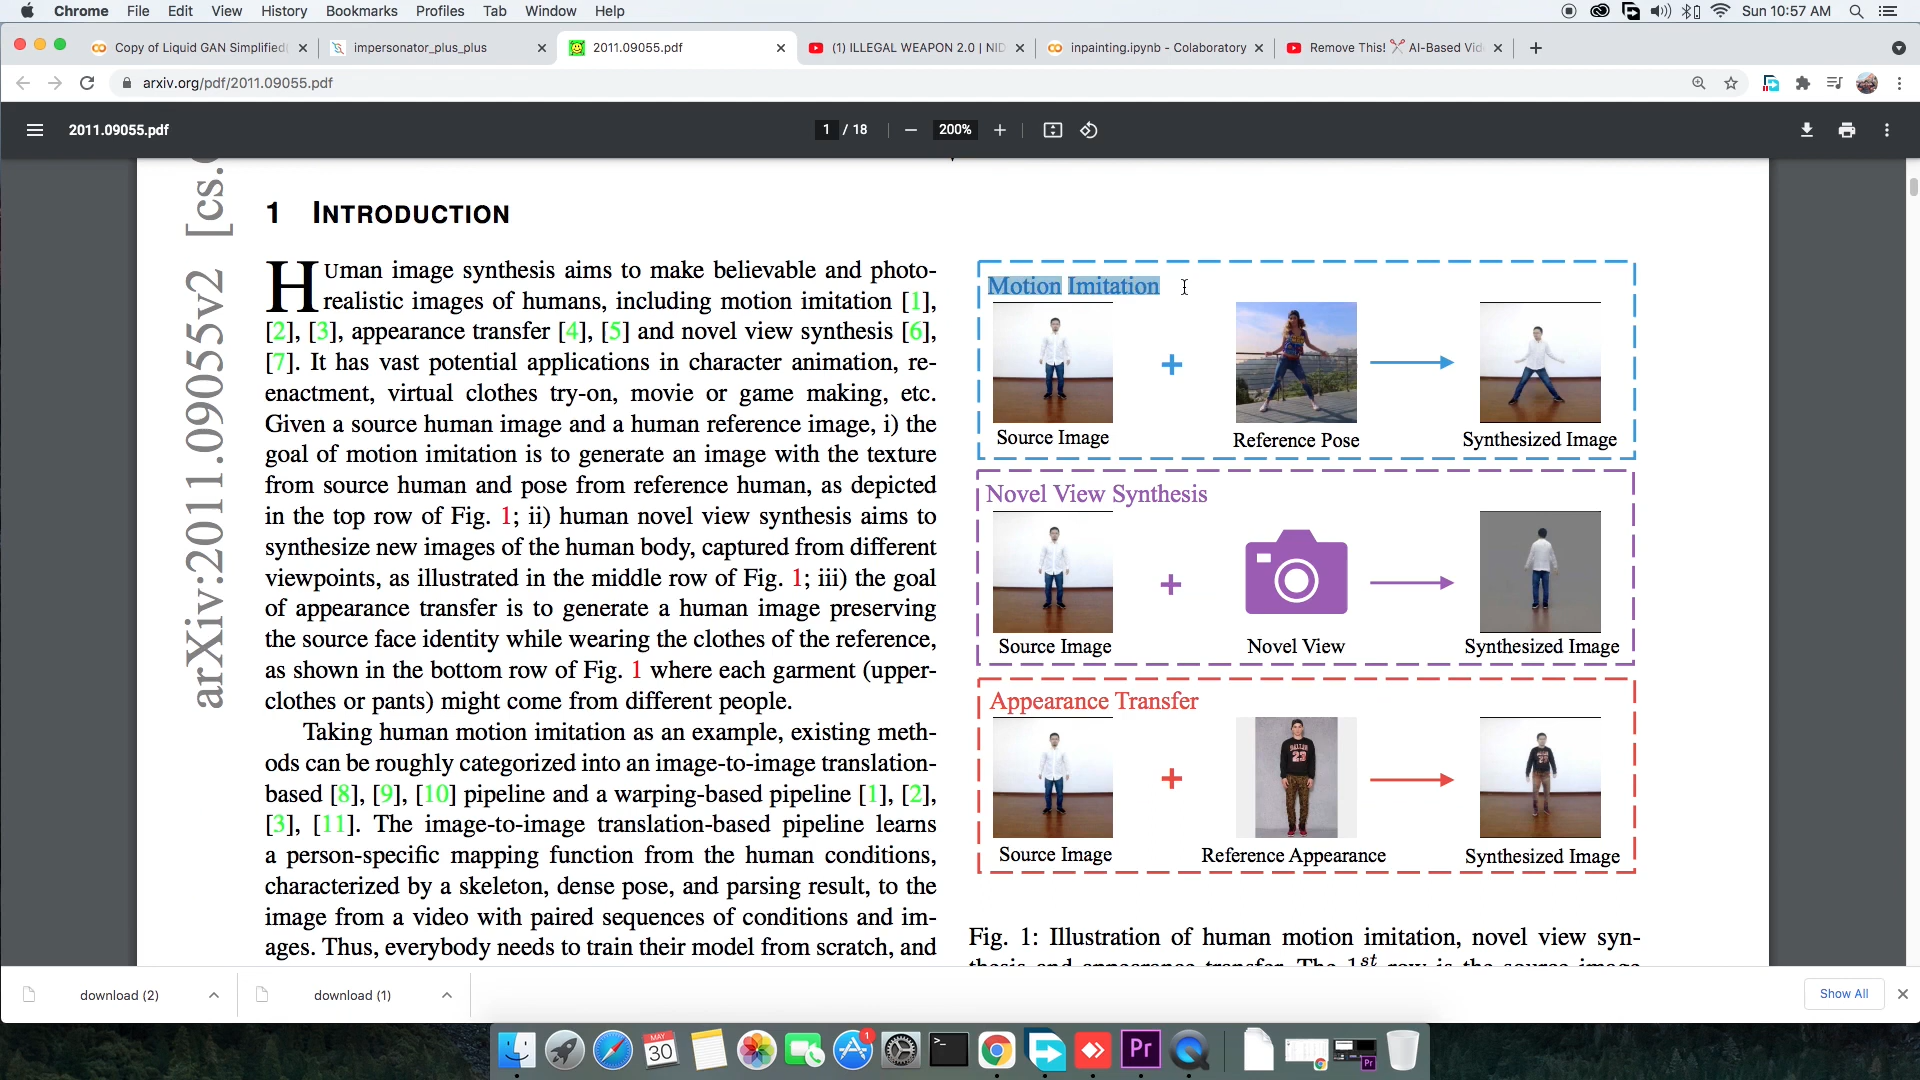 Chrome File Edit View History Bookmarks Profiles Tab Window Help
Sun 10:57 AM
Copy of Liquid GAN Simplified
impersonator_plus_plus
2011.09055.pdf
(1) ILLEGAL WEAPON 2.0 | NID
inpainting.ipynb - Colaboratory
Remove This! AI-Based Vid
arxiv.org/pdf/2011.09055.pdf
2011.09055.pdf
1 / 18
200%
arXiv:2011.09055v2 [cs.
1 INTRODUCTION
HUman image synthesis aims to make believable and photo-
realistic images of humans, including motion imitation [1],
[2], [3], appearance transfer [4], [5] and novel view synthesis [6],
[7]. It has vast potential applications in character animation, re-
enactment, virtual clothes try-on, movie or game making, etc.
Given a source human image and a human reference image, i) the
goal of motion imitation is to generate an image with the texture
from source human and pose from reference human, as depicted
in the top row of Fig. 1; ii) human novel view synthesis aims to
synthesize new images of the human body, captured from different
viewpoints, as illustrated in the middle row of Fig. 1; iii) the goal
of appearance transfer is to generate a human image preserving
the source face identity while wearing the clothes of the reference,
as shown in the bottom row of Fig. 1 where each garment (upper-
clothes or pants) might come from different people.
Taking human motion imitation as an example, existing meth-
ods can be roughly categorized into an image-to-image translation-
based [8], [9], [10] pipeline and a warping-based pipeline [1], [2],
[3], [11]. The image-to-image translation-based pipeline learns
a person-specific mapping function from the human conditions,
characterized by a skeleton, dense pose, and parsing result, to the
image from a video with paired sequences of conditions and im-
ages. Thus, everybody needs to train their model from scratch, and
Motion Imitation
Source Image
Reference Pose
Synthesized Image
Novel View Synthesis
Source Image
Novel View
Synthesized Image
Appearance Transfer
23
Source Image
Reference Appearance
Synthesized Image
Fig. 1: Illustration of human motion imitation, novel view syn-
thesis and appearance transfer. The 1st row is the source image
download (2)
download (1)
Show All
MAY
30
1
Pr